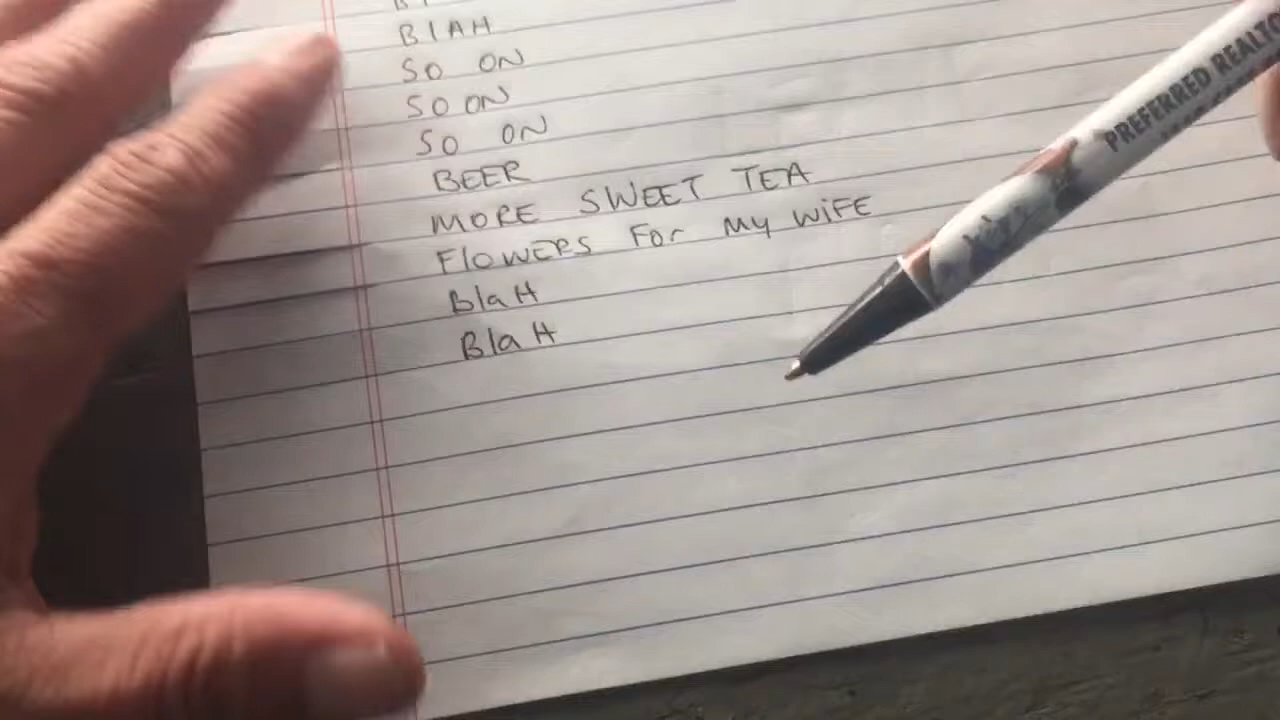 BlAH
SO ON
SO ON
SO ON
BEER
MORE SWEET TEA
FlOWERS FOr My WiFE
BlaH
BlaH
PREFERRED REALTO